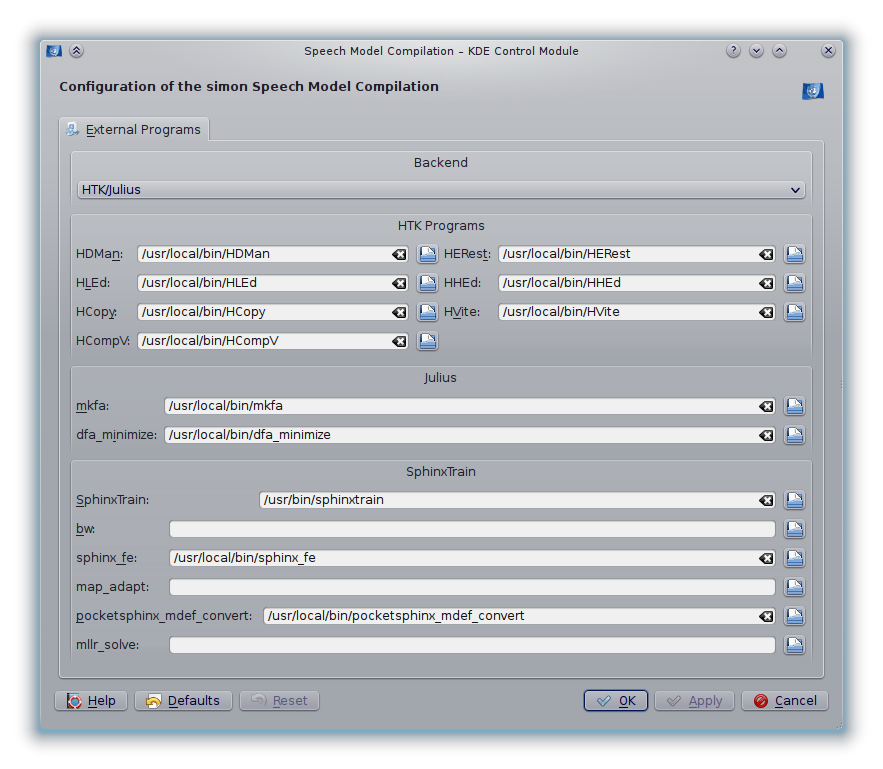 Speech Model Compilation – KDE Control Module
Configuration of the simon Speech Model Compilation
External Programs
Backend
HTK/Julius
HTK Programs
HDMan: /usr/local/bin/HDMan HERest: /usr/local/bin/HERest
HLEd: /usr/local/bin/HLEd HHEd: /usr/local/bin/HHEd
HCopy: /usr/local/bin/HCopy HVite: /usr/local/bin/HVite
HCompV: /usr/local/bin/HCompV
Julius
mkfa: /usr/local/bin/mkfa
dfa_minimize: /usr/local/bin/dfa_minimize
SphinxTrain
SphinxTrain: /usr/bin/sphinxtrain
bw:
sphinx_fe: /usr/local/bin/sphinx_fe
map_adapt:
pocketsphinx_mdef_convert: /usr/local/bin/pocketsphinx_mdef_convert
mllr_solve:
Help Defaults Reset OK Apply Cancel